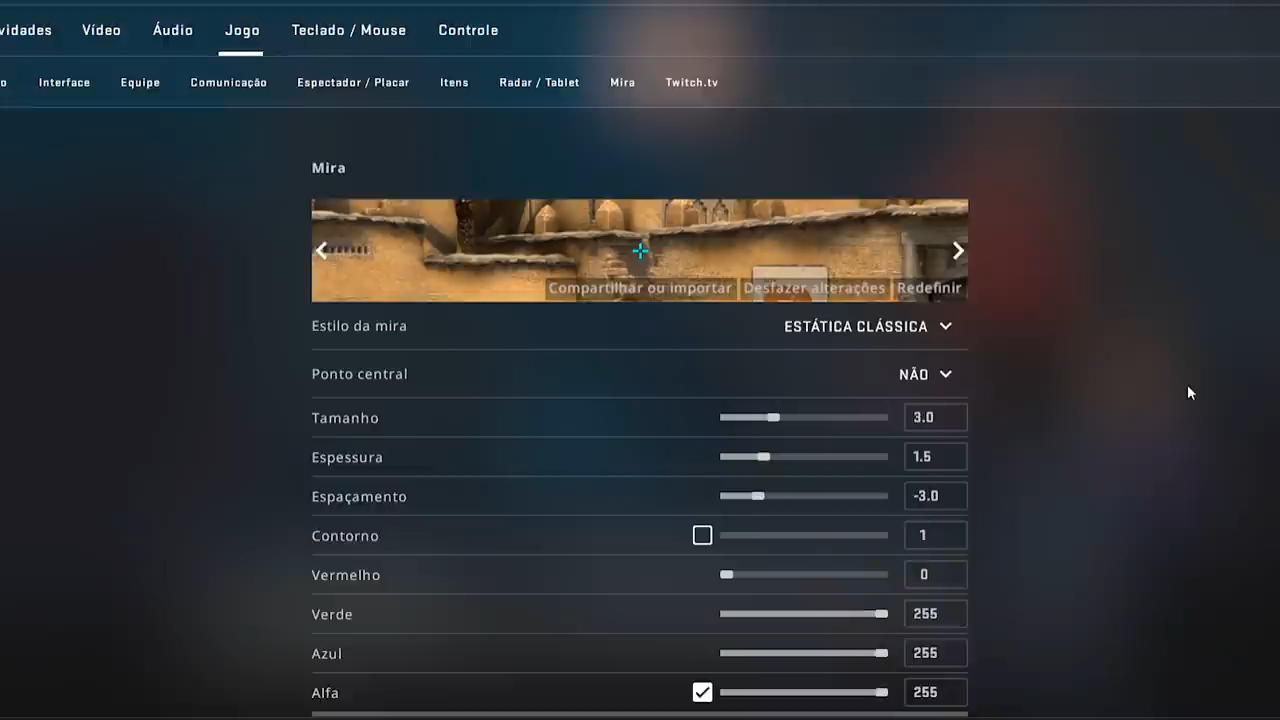 vidades Vídeo Áudio Jogo Teclado / Mouse Controle
o Interface Equipe Comunicação Espectador / Placar Itens Radar / Tablet Mira Twitch.tv
Mira
Compartilhar ou importar Desfazer alterações Redefinir
Estilo da mira ESTÁTICA CLÁSSICA
Ponto central NÃO
Tamanho 3.0
Espessura 1.5
Espaçamento -3.0
Contorno 1
Vermelho 0
Verde 255
Azul 255
Alfa 255